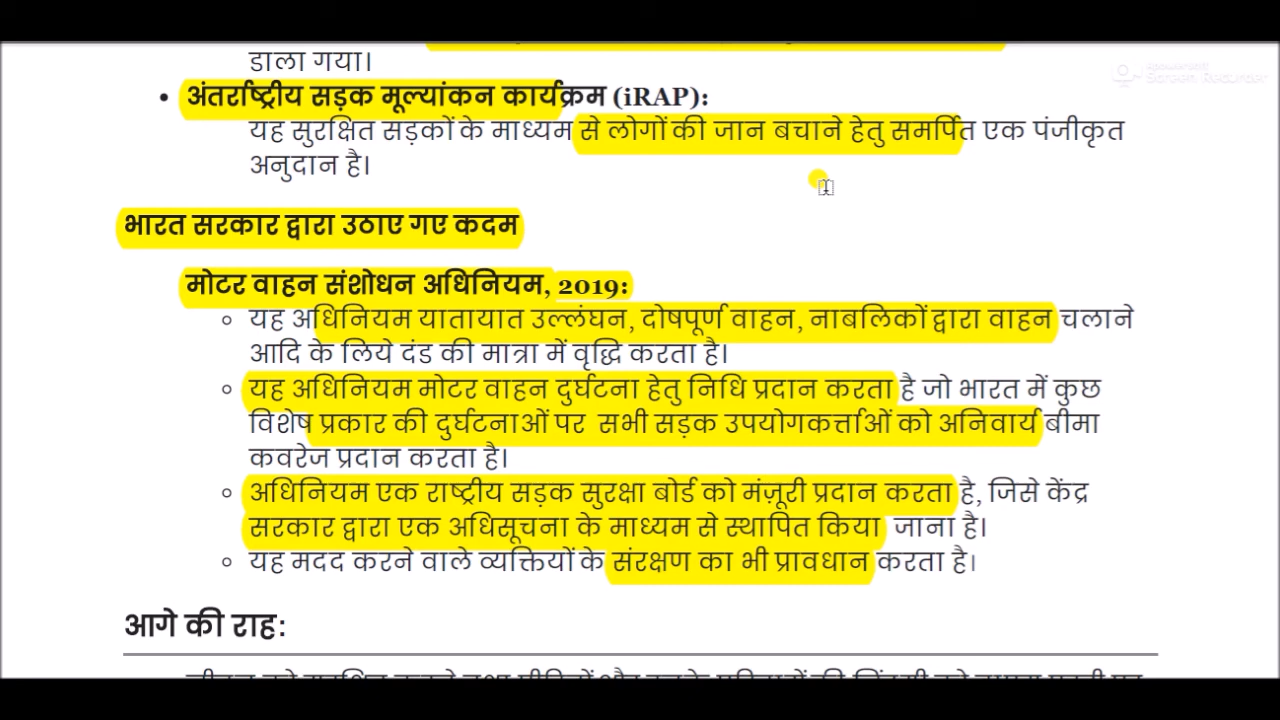 डाला गया।
• अंतर्राष्ट्रीय सड़क मूल्यांकन कार्यक्रम (iRAP):
यह सुरक्षित सड़कों के माध्यम से लोगों की जान बचाने हेतु समर्पित एक पंजीकृत
अनुदान है।
भारत सरकार द्वारा उठाए गए कदम
मोटर वाहन संशोधन अधिनियम, 2019:
यह अधिनियम यातायात उल्लंघन, दोषपूर्ण वाहन, नाबलिकों द्वारा वाहन चलाने
आदि के लिये दंड की मात्रा में वृद्धि करता है।
यह अधिनियम मोटर वाहन दुर्घटना हेतु निधि प्रदान करता है जो भारत में कुछ
विशेष प्रकार की दुर्घटनाओं पर सभी सड़क उपयोगकर्त्ताओं को अनिवार्य बीमा
कवरेज प्रदान करता है।
अधिनियम एक राष्ट्रीय सड़क सुरक्षा बोर्ड को मंज़ूरी प्रदान करता है, जिसे केंद्र
सरकार द्वारा एक अधिसूचना के माध्यम से स्थापित किया जाना है।
यह मदद करने वाले व्यक्तियों के संरक्षण का भी प्रावधान करता है।
आगे की राह:
Screen Recorder